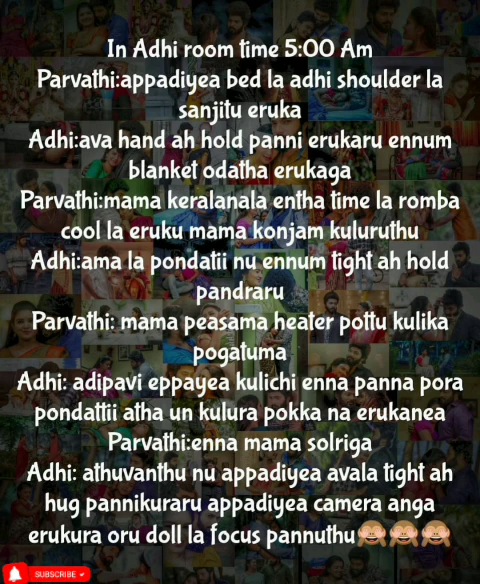 In Adhi room time 5:00 Am
Parvathi:appadiyea bed la adhi shoulder la
sanjitu eruka
Adhi:ava hand ah hold panni erukaru ennum
blanket odatha erukaga
Parvathi:mama keralanala entha time la romba
cool la eruku mama konjam kuluruthu
Adhi:ama la pondatii nu ennum tight ah hold
pandraru
Parvathi: mama peasama heater pottu kulika
pogatuma
Adhi: adipavi eppayea kulichi enna panna pora
pondattii atha un kulura pokka na erukanea
Parvathi:enna mama solriga
Adhi: athuvanthu nu appadiyea avala tight ah
hug pannikuraru appadiyea camera anga
erukura oru doll la focus pannuthu🙈🙈🙈
SUBSCRIBE